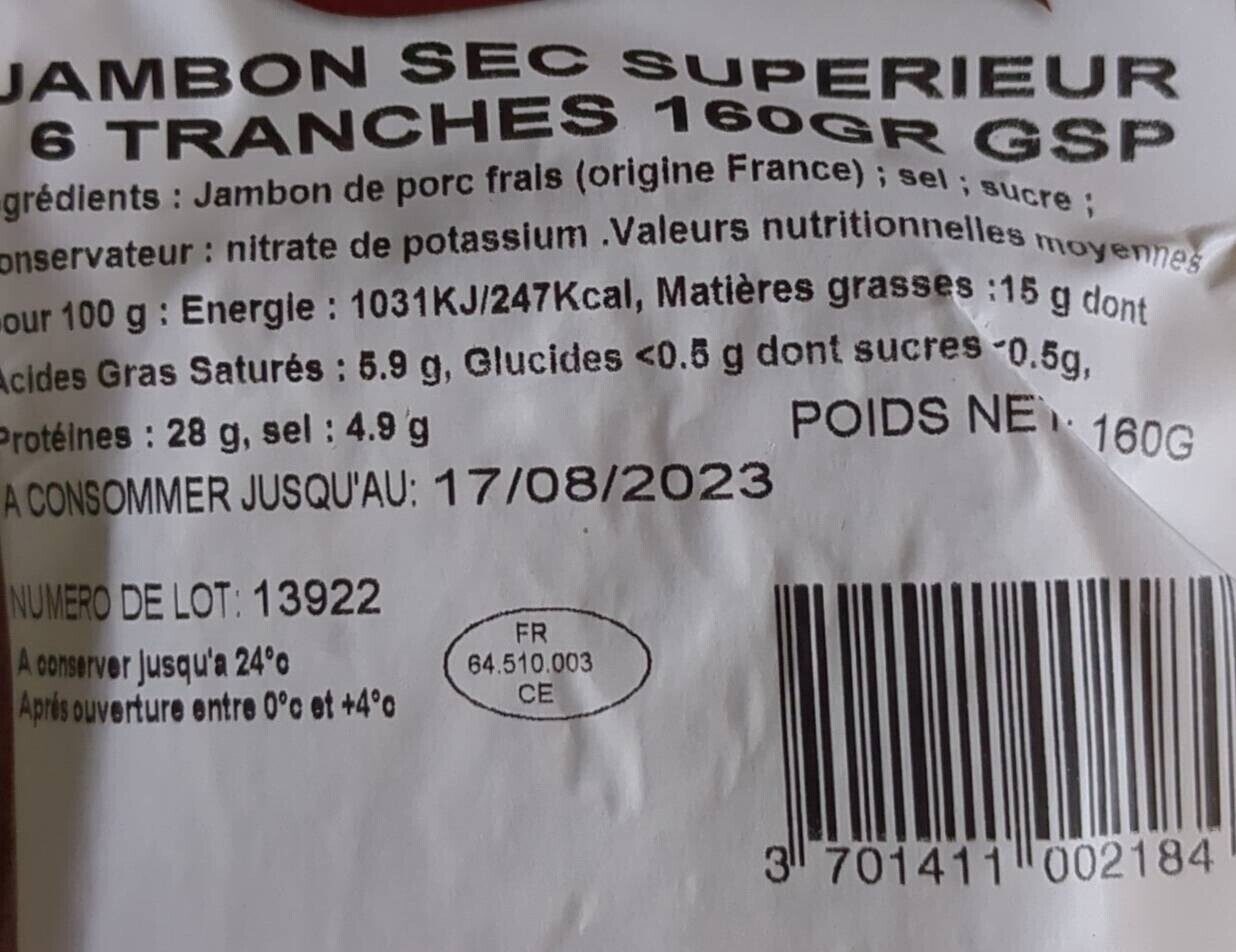 JAMBON SEC SUPERIEUR
6 TRANCHES 160GR GSP
grédients : Jambon de porc frais (origine France) ; sel ; sucre ;
onservateur : nitrate de potassium .Valeurs nutritionnelles moyennes
our 100 g : Energie : 1031KJ/247Kcal, Matières grasses :15 g dont
Acides Gras Saturés : 5.9 g, Glucides <0.5 g dont sucres 0.5g,
Protéines : 28 g, sel : 4.9 g
POIDS NET: 160G
A CONSOMMER JUSQU'AU: 17/08/2023
NUMERO DE LOT: 13922
A conserver jusqu'a 24°c
Aprés ouverture entre 0°c et +4°c
FR
64.510.003
CE
3 701411 002184